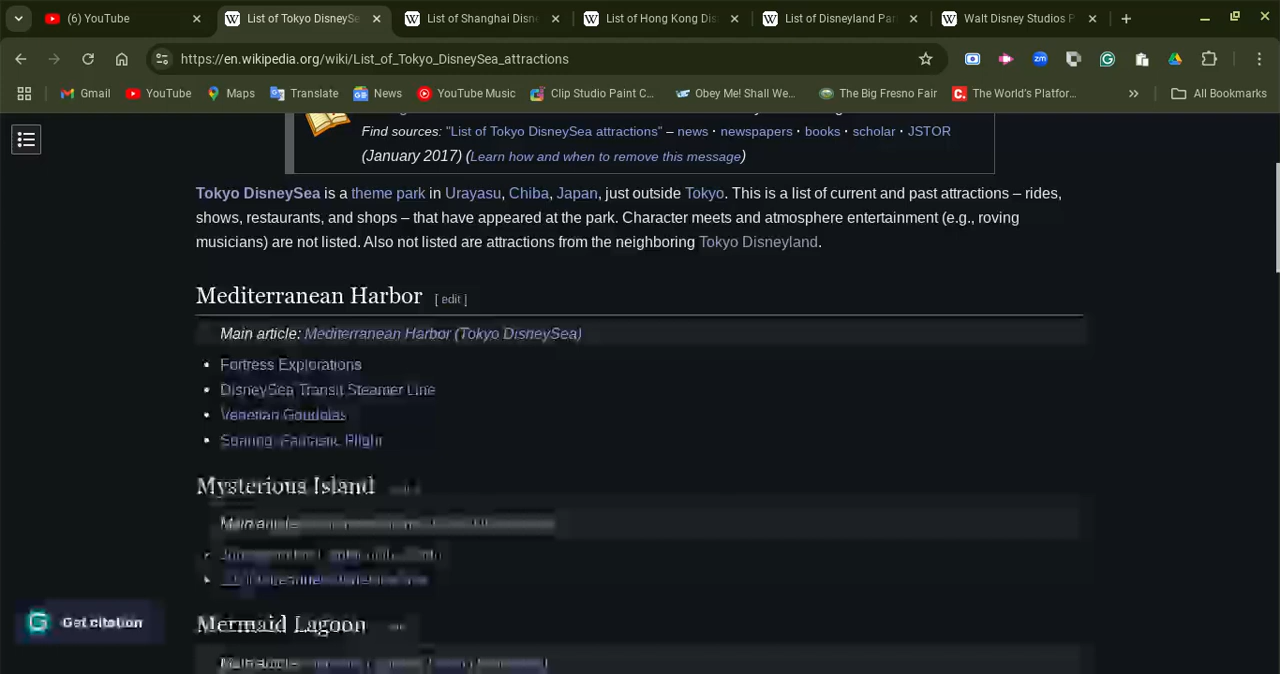 (6) YouTube
List of Tokyo DisneySe
List of Shanghai Disn
List of Hong Kong Dis
List of Disneyland Par
Walt Disney Studios P
https://en.wikipedia.org/wiki/List_of_Tokyo_DisneySea_attractions
Gmail
YouTube
Maps
Translate
News
YouTube Music
Clip Studio Paint C...
Obey Me! Shall We...
The Big Fresno Fair
The World's Platfor...
All Bookmarks
Find sources: "List of Tokyo DisneySea attractions" – news · newspapers · books · scholar · JSTOR
(January 2017) (Learn how and when to remove this message)
Tokyo DisneySea is a theme park in Urayasu, Chiba, Japan, just outside Tokyo. This is a list of current and past attractions – rides,
shows, restaurants, and shops – that have appeared at the park. Character meets and atmosphere entertainment (e.g., roving
musicians) are not listed. Also not listed are attractions from the neighboring Tokyo Disneyland.
Mediterranean Harbor [ edit ]
Main article: Mediterranean Harbor (Tokyo DisneySea)
• Fortress Explorations
• DisneySea Transit Steamer Line
• Venetian Gondolas
• Soaring: Fantastic Flight
Mysterious Island
Main article:
Mermaid Lagoon
Main article:
Get citation